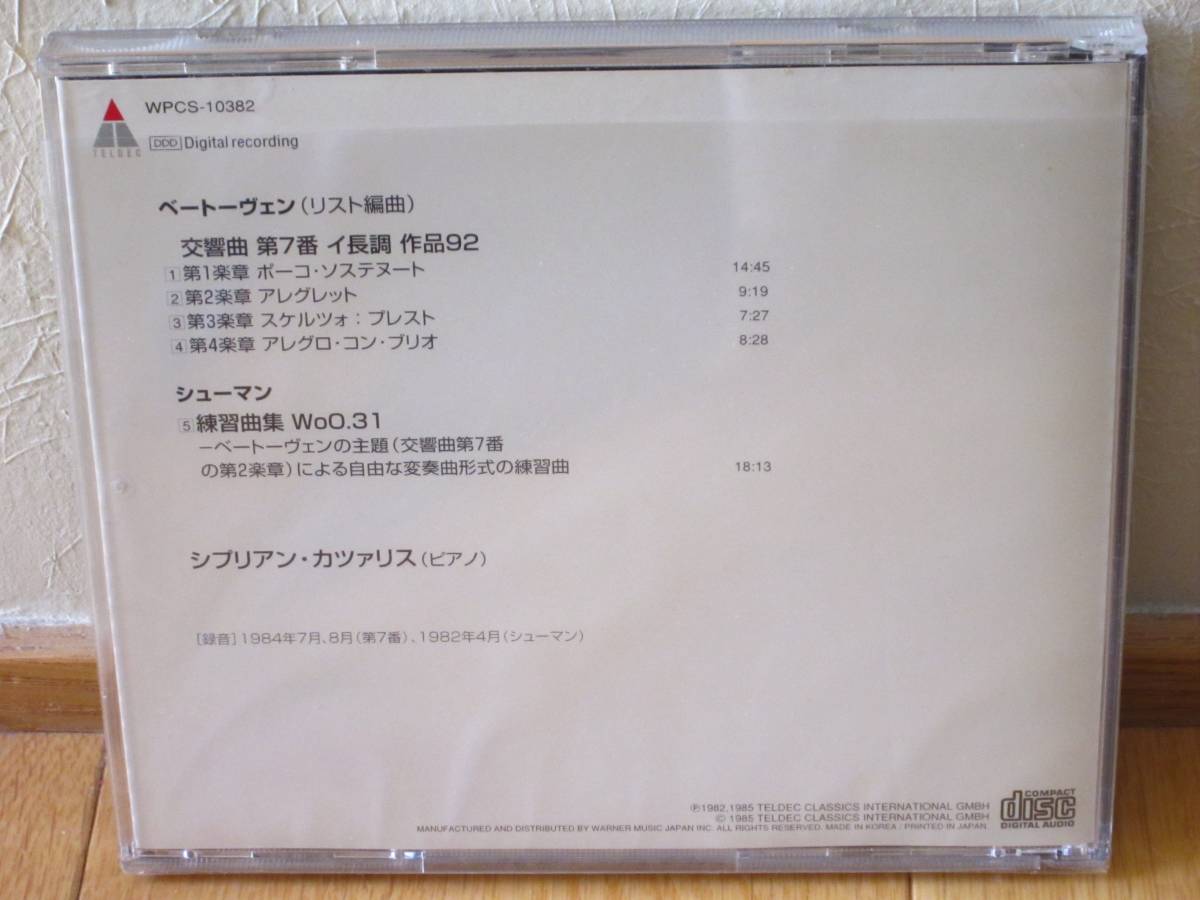 WPCS-10382
TELDEC
DDD Digital recording
ベートーヴェン（リスト編曲）
交響曲 第7番 イ長調 作品92
1 第1楽章 ポーコ・ソステヌート 14:45
2 第2楽章 アレグレット 9:19
3 第3楽章 スケルツォ：プレスト 7:27
4 第4楽章 アレグロ・コン・ブリオ 8:28
シューマン
5 練習曲集 WoO.31
－ベートーヴェンの主題（交響曲第7番
の第2楽章）による自由な変奏曲形式の練習曲 18:13
シプリアン・カツァリス（ピアノ）
［録音］1984年7月、8月（第7番）、1982年4月（シューマン）
℗1982,1985 TELDEC CLASSICS INTERNATIONAL GMBH
© 1985 TELDEC CLASSICS INTERNATIONAL GMBH
MANUFACTURED AND DISTRIBUTED BY WARNER MUSIC JAPAN INC. ALL RIGHTS RESERVED. MADE IN KOREA / PRINTED IN JAPAN.
COMPACT
disc
DIGITAL AUDIO